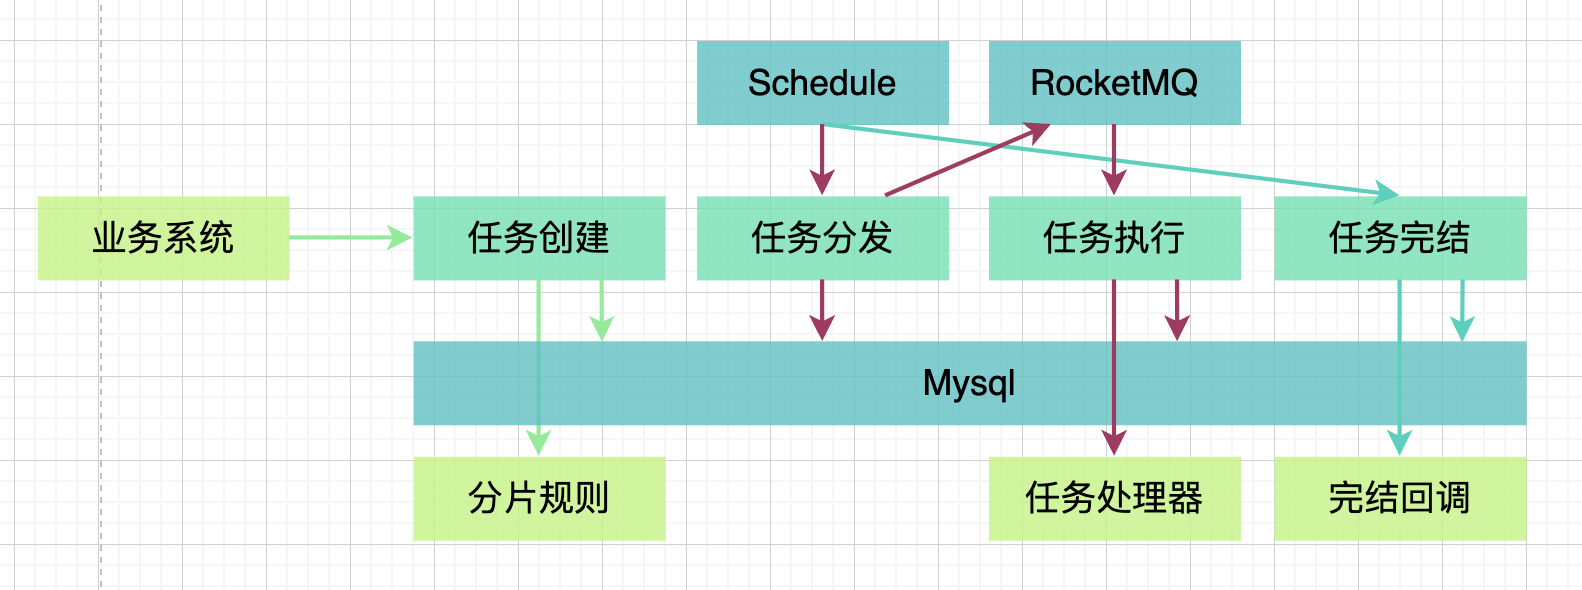 Schedule
RocketMQ
业务系统
任务创建
任务分发
任务执行
任务完结
Mysql
分片规则
任务处理器
完结回调